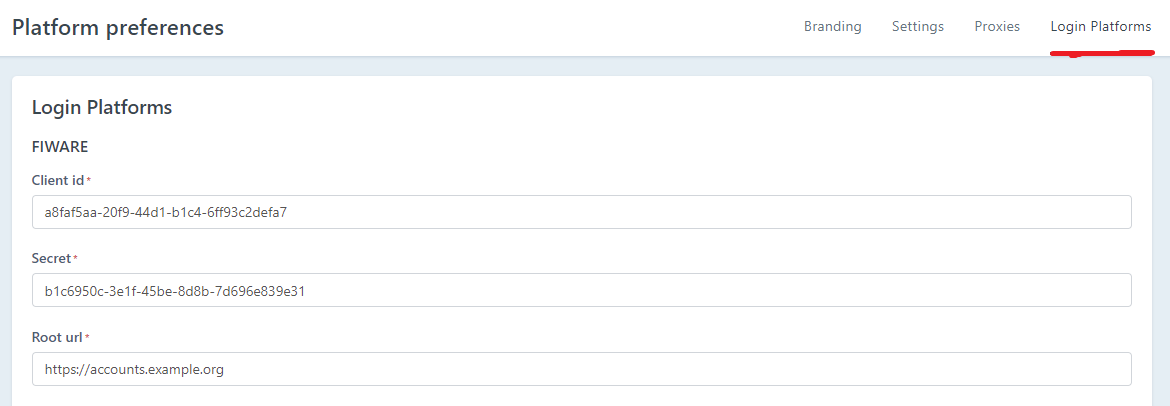 Platform preferences
Branding Settings Proxies Login Platforms
Login Platforms
FIWARE
Client id*
a8faf5aa-20f9-44d1-b1c4-6ff93c2defa7
Secret*
b1c6950c-3e1f-45be-8d8b-7d696e839e31
Root url*
https://accounts.example.org